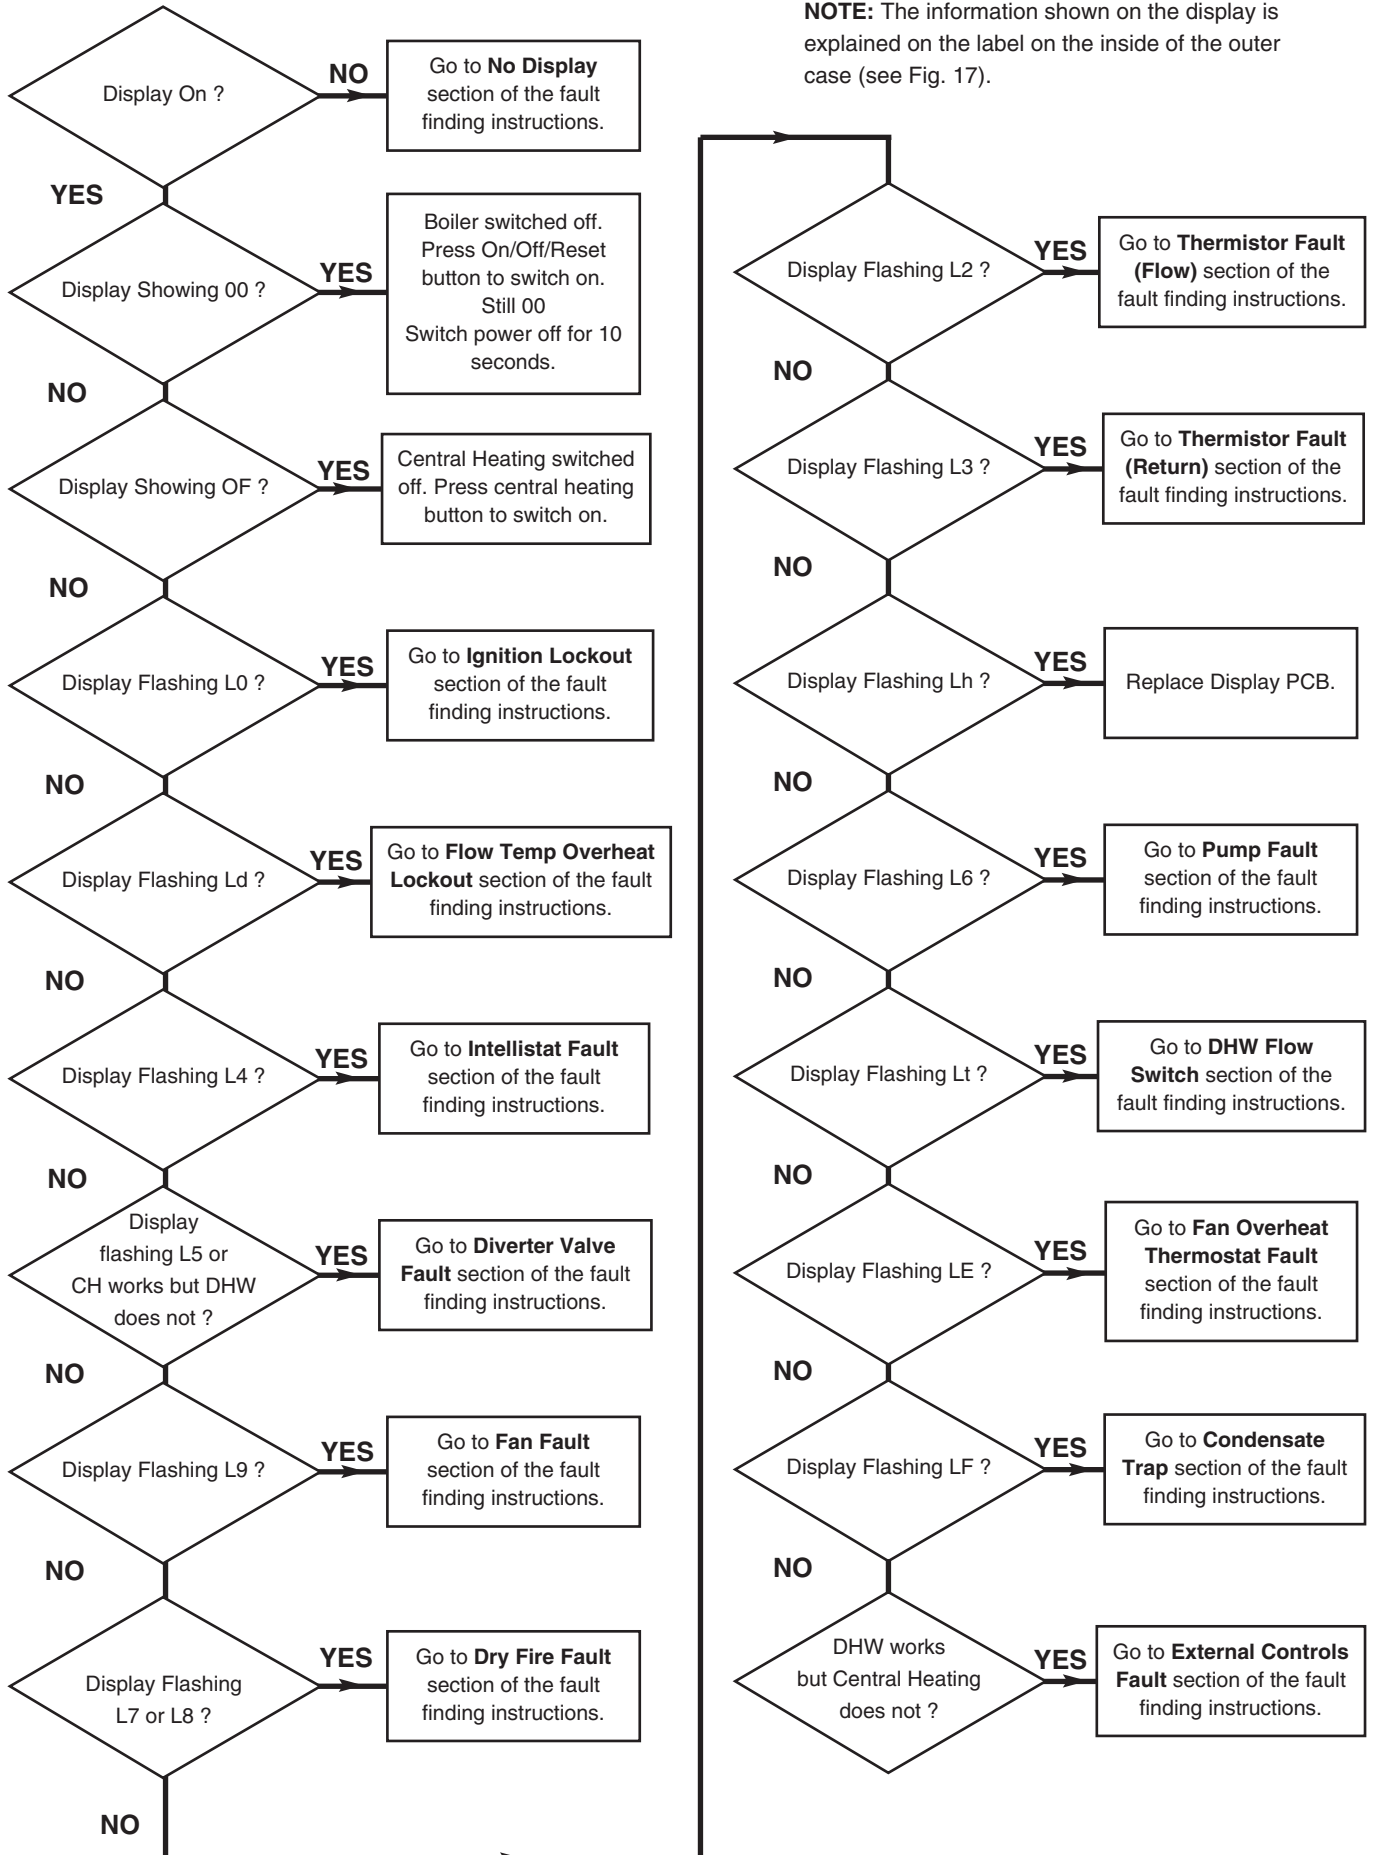 NOTE: The information shown on the display is
explained on the label on the inside of the outer
case (see Fig. 17).
Display On ?
NO
Go to No Display
section of the fault
finding instructions.
YES
Display Showing 00 ?
YES
Boiler switched off.
Press On/Off/Reset
button to switch on.
Still 00
Switch power off for 10
seconds.
NO
Display Showing OF ?
YES
Central Heating switched
off. Press central heating
button to switch on.
NO
Display Flashing L0 ?
YES
Go to Ignition Lockout
section of the fault
finding instructions.
NO
Display Flashing Ld ?
YES
Go to Flow Temp Overheat
Lockout section of the fault
finding instructions.
NO
Display Flashing L4 ?
YES
Go to Intellistat Fault
section of the fault
finding instructions.
NO
Display
flashing L5 or
CH works but DHW
does not ?
YES
Go to Diverter Valve
Fault section of the fault
finding instructions.
NO
Display Flashing L9 ?
YES
Go to Fan Fault
section of the fault
finding instructions.
NO
Display Flashing
L7 or L8 ?
YES
Go to Dry Fire Fault
section of the fault
finding instructions.
NO
Display Flashing L2 ?
YES
Go to Thermistor Fault
(Flow) section of the
fault finding instructions.
NO
Display Flashing L3 ?
YES
Go to Thermistor Fault
(Return) section of the
fault finding instructions.
NO
Display Flashing Lh ?
YES
Replace Display PCB.
NO
Display Flashing L6 ?
YES
Go to Pump Fault
section of the fault
finding instructions.
NO
Display Flashing Lt ?
YES
Go to DHW Flow
Switch section of the
fault finding instructions.
NO
Display Flashing LE ?
YES
Go to Fan Overheat
Thermostat Fault
section of the fault
finding instructions.
NO
Display Flashing LF ?
YES
Go to Condensate
Trap section of the fault
finding instructions.
NO
DHW works
but Central Heating
does not ?
YES
Go to External Controls
Fault section of the fault
finding instructions.